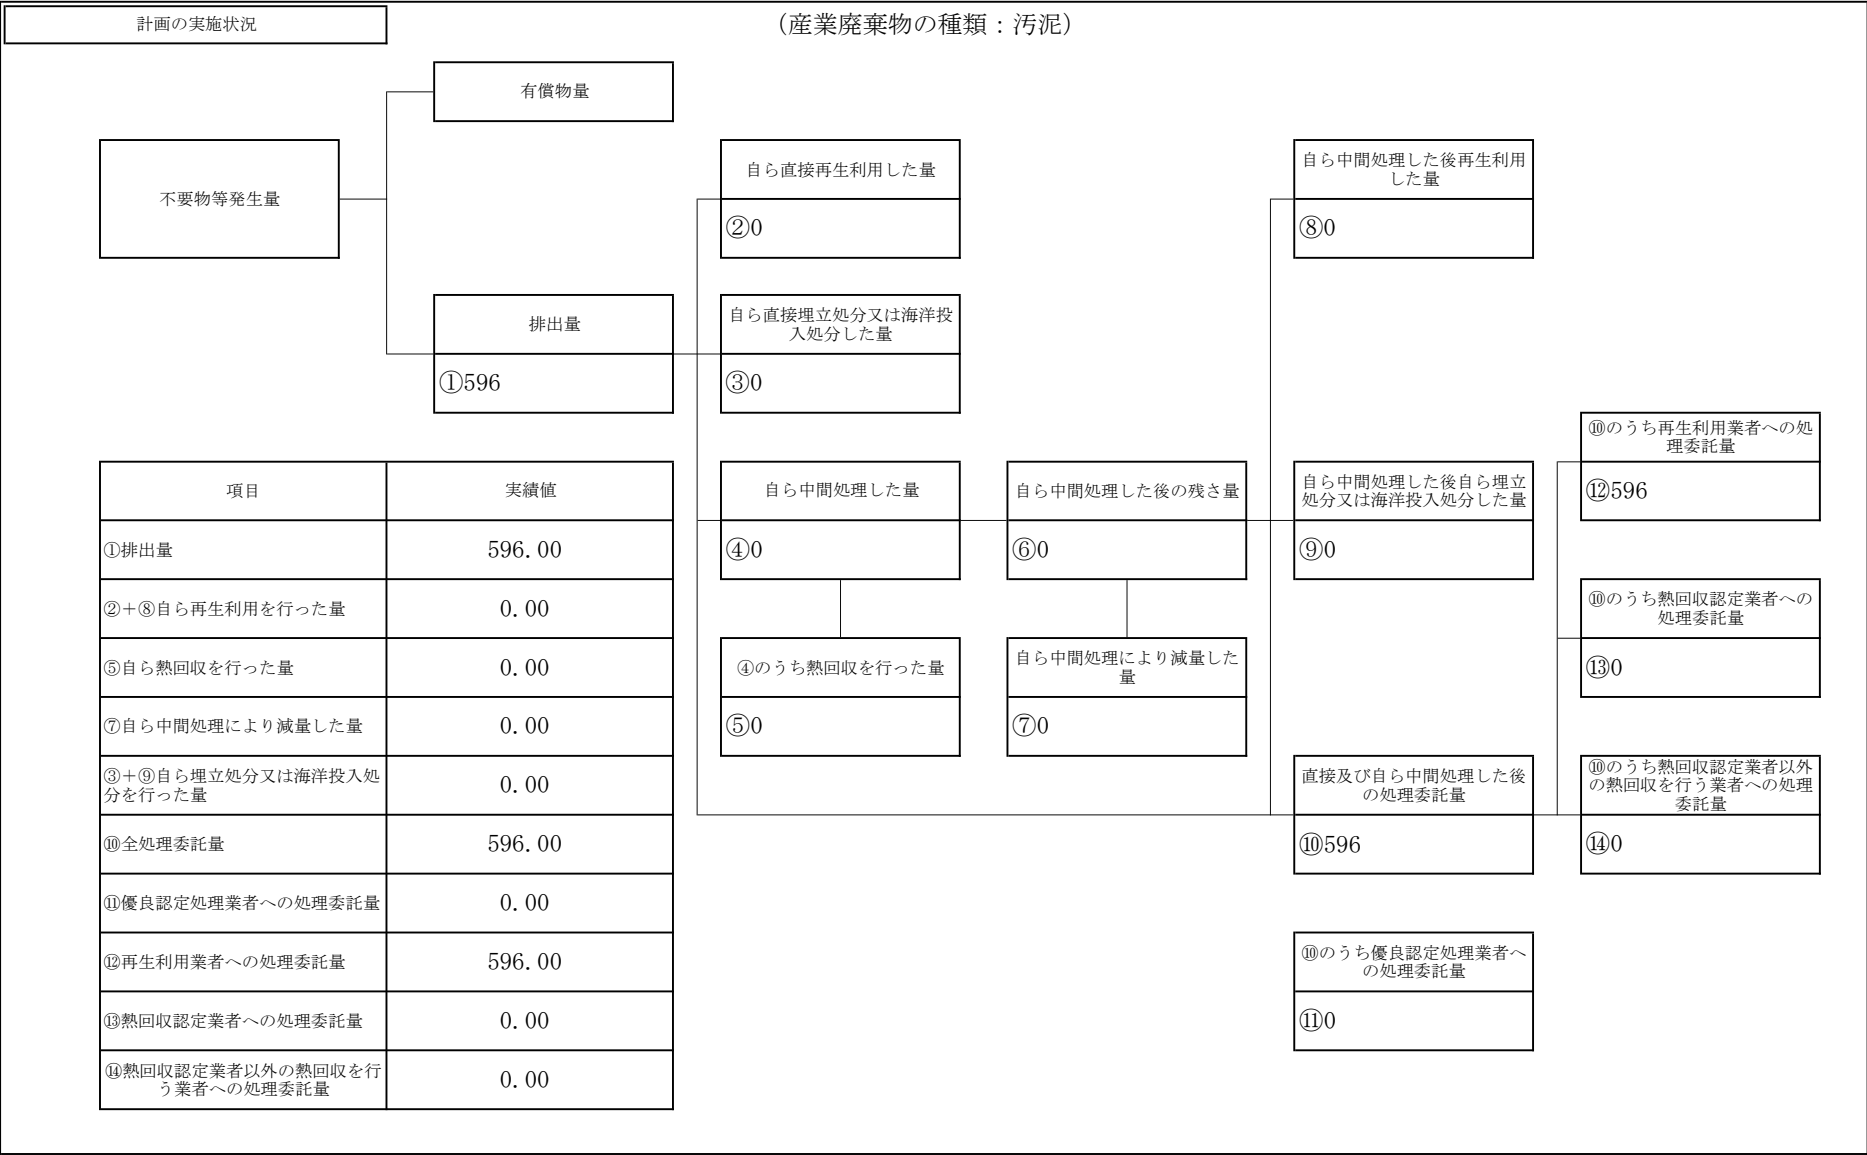 計画の実施状況
（産業廃棄物の種類：汚泥）
有償物量
不要物等発生量
自ら直接再生利用した量
②0
自ら中間処理した後再生利用
した量
⑧0
排出量
①596
自ら直接埋立処分又は海洋投
入処分した量
③0
⑩のうち再生利用業者への処
理委託量
⑫596
自ら中間処理した量
④0
自ら中間処理した後の残さ量
⑥0
自ら中間処理した後自ら埋立
処分又は海洋投入処分した量
⑨0
⑩のうち熱回収認定業者への
処理委託量
⑬0
④のうち熱回収を行った量
⑤0
自ら中間処理により減量した
量
⑦0
直接及び自ら中間処理した後
の処理委託量
⑩596
⑩のうち熱回収認定業者以外
の熱回収を行う業者への処理
委託量
⑭0
⑩のうち優良認定処理業者へ
の処理委託量
⑪0
項目 実績値
①排出量 596.00
②＋⑧自ら再生利用を行った量 0.00
⑤自ら熱回収を行った量 0.00
⑦自ら中間処理により減量した量 0.00
③＋⑨自ら埋立処分又は海洋投入処
分を行った量 0.00
⑩全処理委託量 596.00
⑪優良認定処理業者への処理委託量 0.00
⑫再生利用業者への処理委託量 596.00
⑬熱回収認定業者への処理委託量 0.00
⑭熱回収認定業者以外の熱回収を行
う業者への処理委託量 0.00